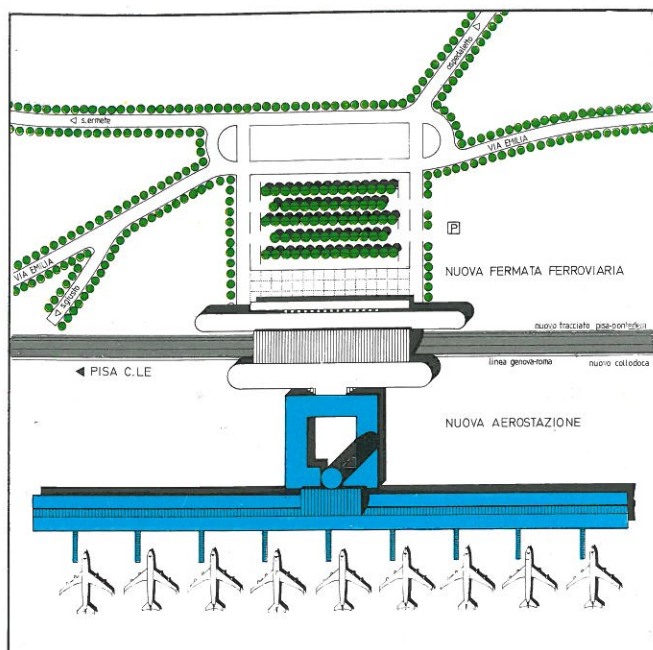 ospedaletto
s.ermete
VIA EMILIA
P
NUOVA FERMATA FERROVIARIA
VIA EMILIA
s.giusto
nuovo tracciato pisa-pontedera
linea genova-roma
nuovo collodoca
PISA C.LE
NUOVA AEROSTAZIONE